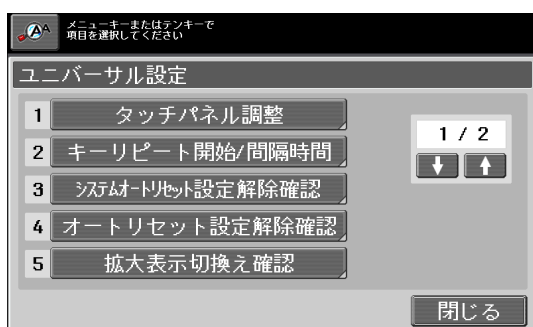 メニューキーまたはテンキーで
項目を選択してください
ユニバーサル設定
1 タッチパネル調整
1 / 2
2 キーリピート開始/間隔時間
3 ｼｽﾃﾑｵｰﾄﾘｾｯﾄ設定解除確認
4 オートリセット設定解除確認
5 拡大表示切換え確認
閉じる